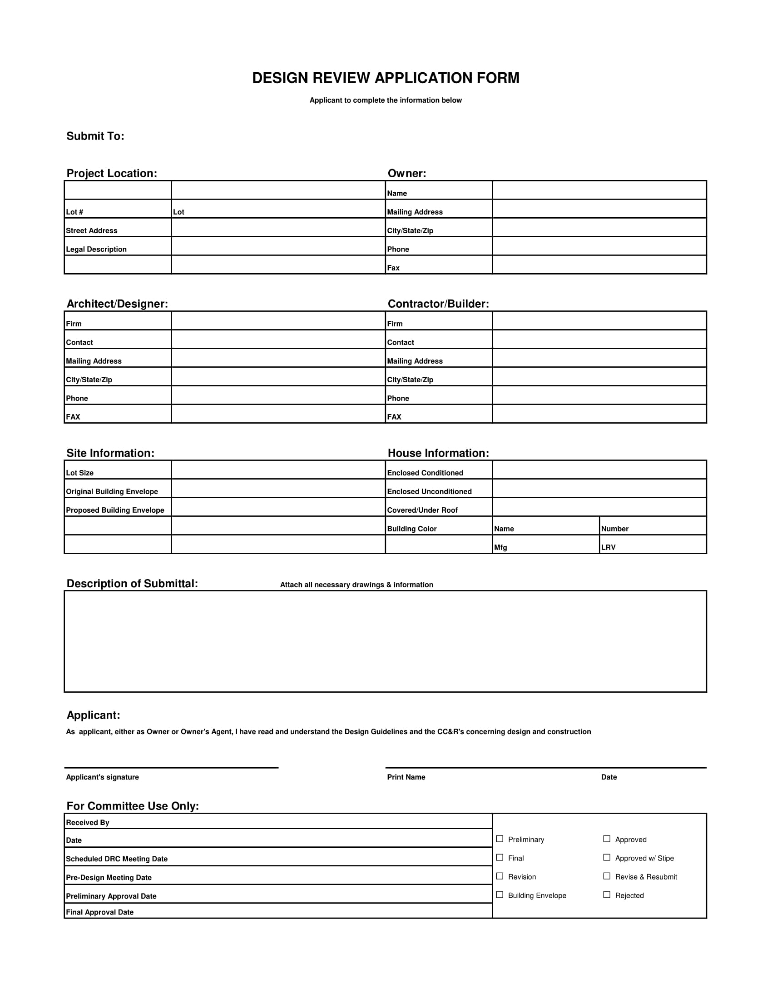 DESIGN REVIEW APPLICATION FORM
Applicant to complete the information below
Submit To:
Project Location:
Owner:
Name
Lot # Lot Mailing Address
Street Address City/State/Zip
Legal Description Phone
Fax
Architect/Designer:
Contractor/Builder:
Firm Firm
Contact Contact
Mailing Address Mailing Address
City/State/Zip City/State/Zip
Phone Phone
FAX FAX
Site Information:
House Information:
Lot Size Enclosed Conditioned
Original Building Envelope Enclosed Unconditioned
Proposed Building Envelope Covered/Under Roof
Building Color Name Number
Mfg LRV
Description of Submittal: Attach all necessary drawings & information
Applicant:
As  applicant, either as Owner or Owner's Agent, I have read and understand the Design Guidelines and the CC&R's concerning design and construction
Applicant's signature Print Name Date
For Committee Use Only:
Received By
Date
Scheduled DRC Meeting Date
Pre-Design Meeting Date
Preliminary Approval Date
Final Approval Date
☐ Preliminary ☐ Approved
☐ Final ☐ Approved w/ Stipe
☐ Revision ☐ Revise & Resubmit
☐ Building Envelope ☐ Rejected